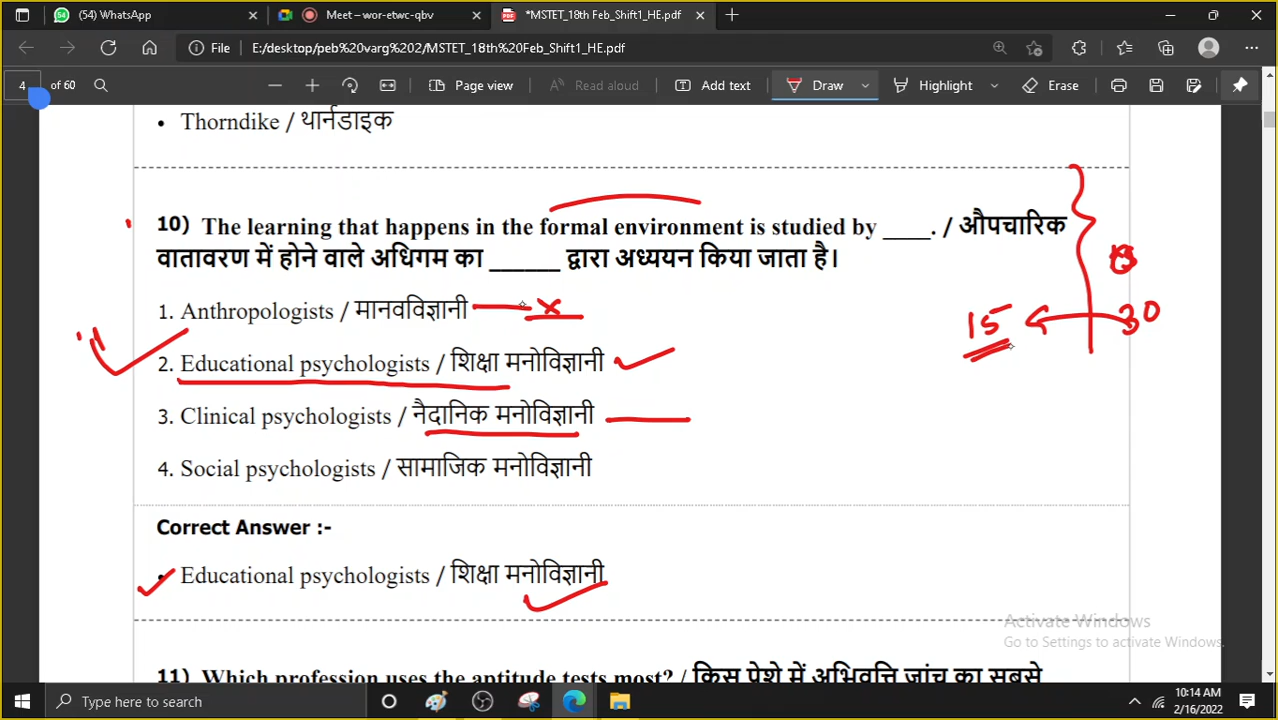 (54) WhatsApp
Meet – wor-etwc-qbv
*MSTET_18th Feb_Shift1_HE.pdf
File
E:/desktop/peb%20varg%202/MSTET_18th%20Feb_Shift1_HE.pdf
4 of 60
Page view
Read aloud
Add text
Draw
Highlight
Erase
• Thorndike / थार्नडाइक
10) The learning that happens in the formal environment is studied by ____. / औपचारिक
वातावरण में होने वाले अधिगम का ______ द्वारा अध्ययन किया जाता है।
1. Anthropologists / मानवविज्ञानी
2. Educational psychologists / शिक्षा मनोविज्ञानी
3. Clinical psychologists / नैदानिक मनोविज्ञानी
4. Social psychologists / सामाजिक मनोविज्ञानी
15
30
Correct Answer :-
• Educational psychologists / शिक्षा मनोविज्ञानी
Activate Windows
Go to Settings to activate Windows.
11) Which profession uses the aptitude tests most? / किस पेशे में अभिवृत्ति जांच का सबसे
Type here to search
10:14 AM
2/16/2022